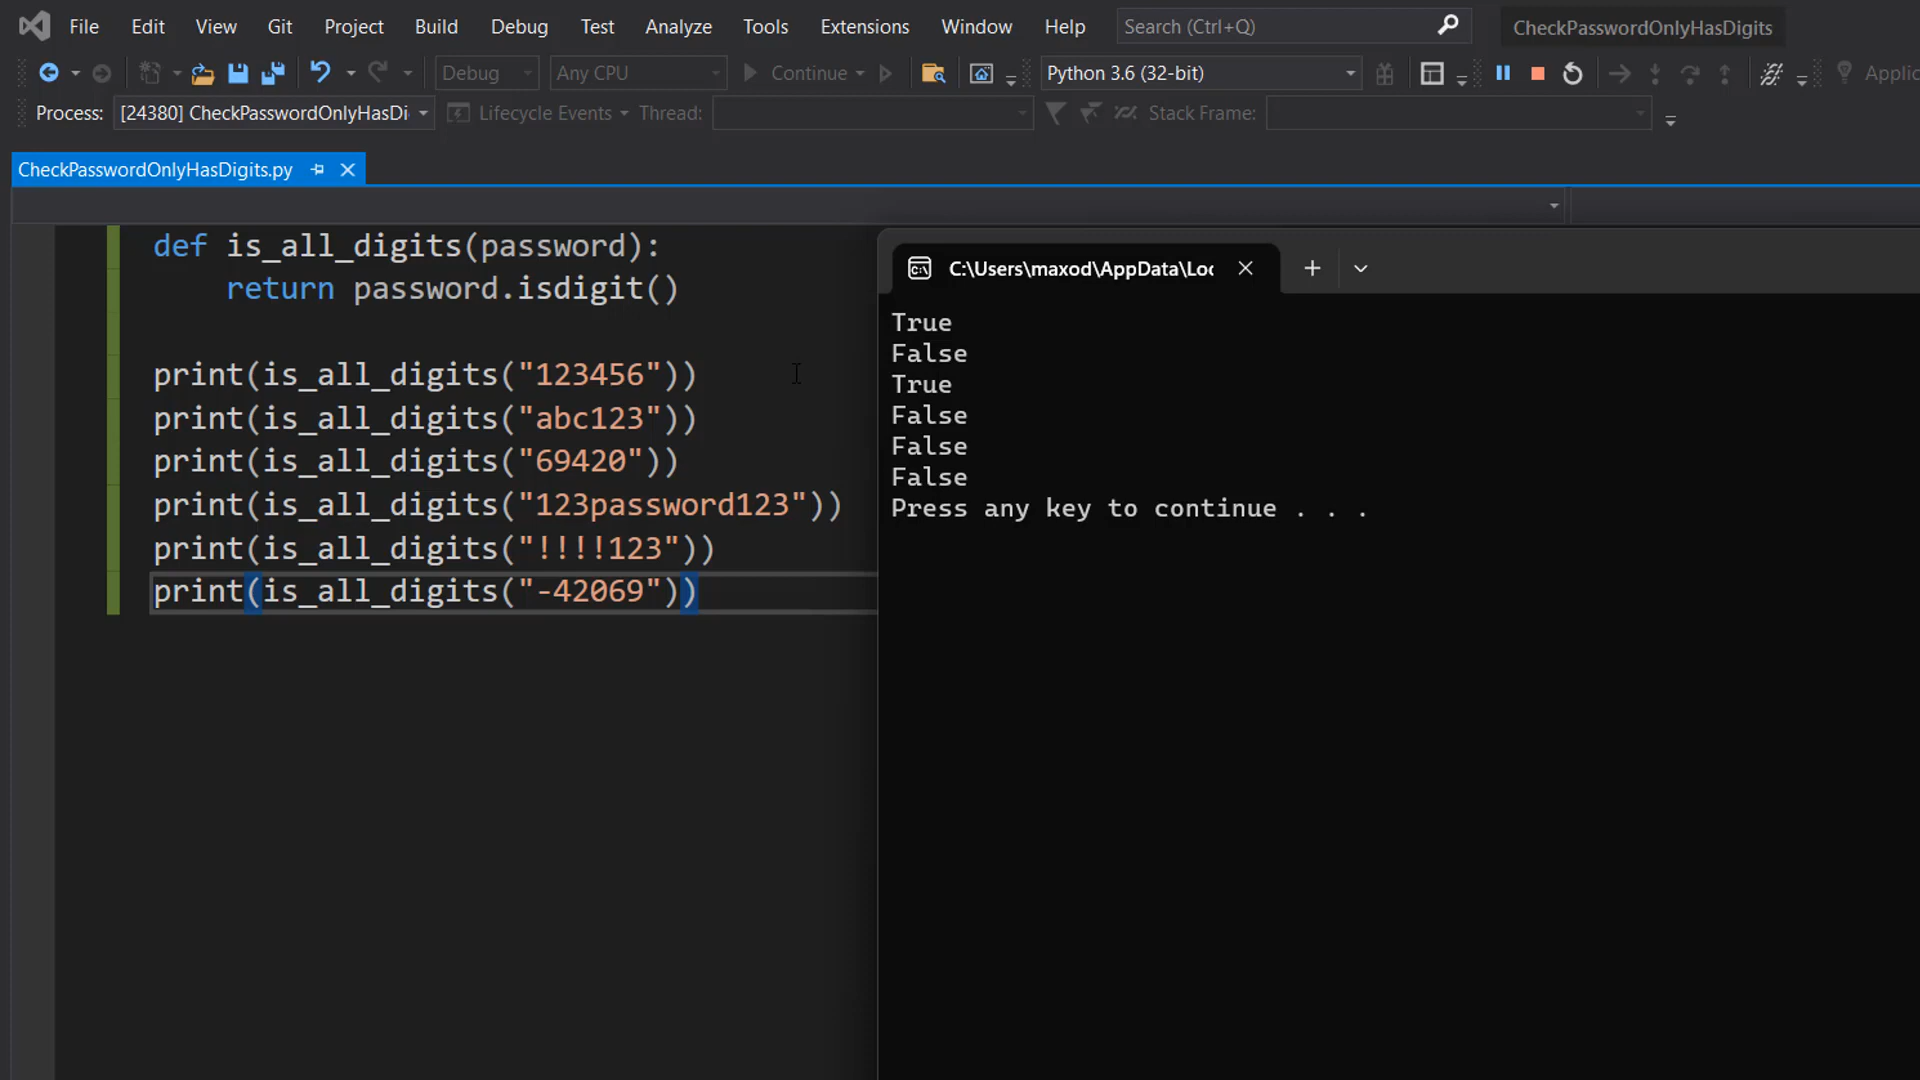 File Edit View Git Project Build Debug Test Analyze Tools Extensions Window Help Search (Ctrl+Q) CheckPasswordOnlyHasDigits
Debug Any CPU Continue Python 3.6 (32-bit) Applic
Process: [24380] CheckPasswordOnlyHasDi Lifecycle Events Thread: Stack Frame:
CheckPasswordOnlyHasDigits.py
def is_all_digits(password):
    return password.isdigit()
print(is_all_digits("123456"))
print(is_all_digits("abc123"))
print(is_all_digits("69420"))
print(is_all_digits("123password123"))
print(is_all_digits("!!!!123"))
print(is_all_digits("-42069"))
C:\Users\maxod\AppData\Loc
True
False
True
False
False
False
Press any key to continue . . .